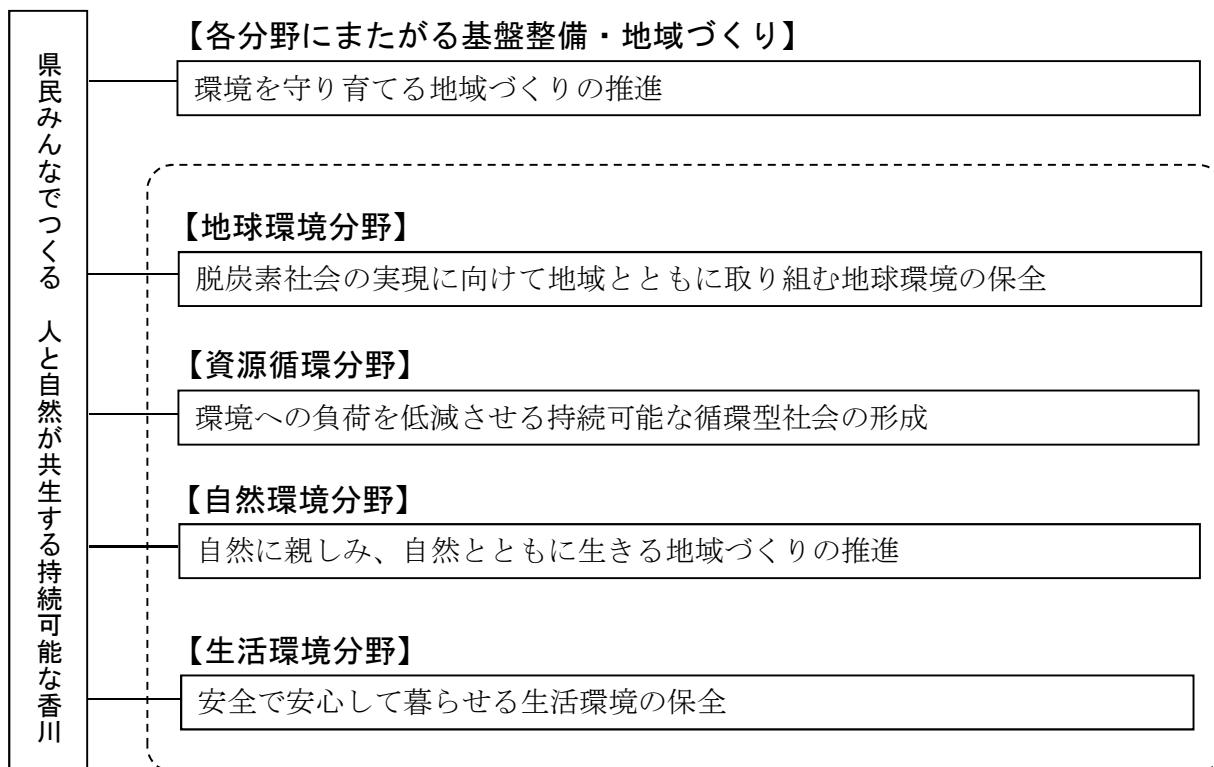 県民みんなでつくる　人と自然が共生する持続可能な香川
【各分野にまたがる基盤整備・地域づくり】
環境を守り育てる地域づくりの推進
【地球環境分野】
脱炭素社会の実現に向けて地域とともに取り組む地球環境の保全
【資源循環分野】
環境への負荷を低減させる持続可能な循環型社会の形成
【自然環境分野】
自然に親しみ、自然とともに生きる地域づくりの推進
【生活環境分野】
安全で安心して暮らせる生活環境の保全